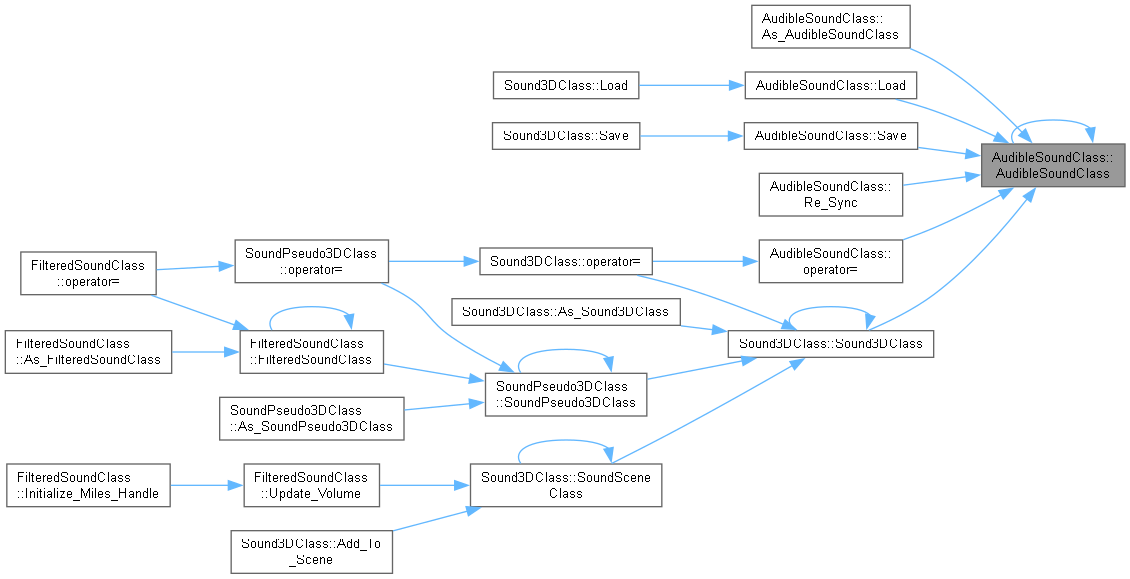 AudibleSoundClass::
As_AudibleSoundClass
Sound3DClass::Load
AudibleSoundClass::Load
Sound3DClass::Save
AudibleSoundClass::Save
AudibleSoundClass::
AudibleSoundClass
AudibleSoundClass::
Re_Sync
FilteredSoundClass
::operator=
SoundPseudo3DClass
::operator=
Sound3DClass::operator=
AudibleSoundClass::
operator=
Sound3DClass::As_Sound3DClass
FilteredSoundClass
::As_FilteredSoundClass
FilteredSoundClass
::FilteredSoundClass
Sound3DClass::Sound3DClass
SoundPseudo3DClass
::SoundPseudo3DClass
SoundPseudo3DClass
::As_SoundPseudo3DClass
FilteredSoundClass
::Initialize_Miles_Handle
FilteredSoundClass
::Update_Volume
Sound3DClass::SoundScene
Class
Sound3DClass::Add_To
_Scene